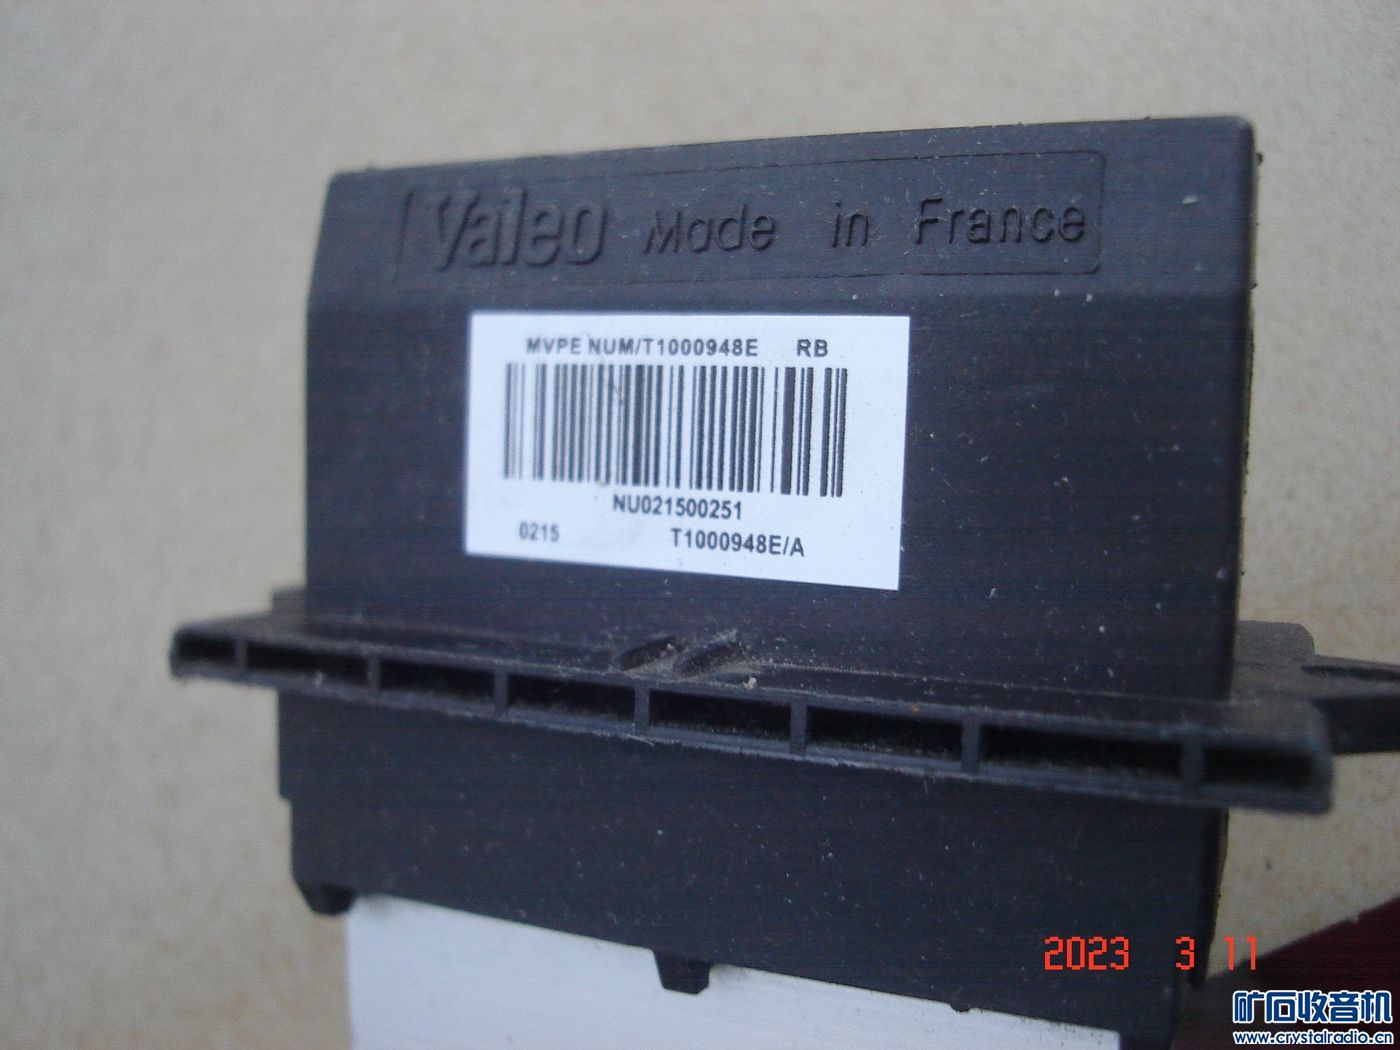 Valeo Made in France
MVPE NUM/T1000948E RB
NU021500251
0215 T1000948E/A
2023 3 11
矿石收音机
www.crystalradio.cn